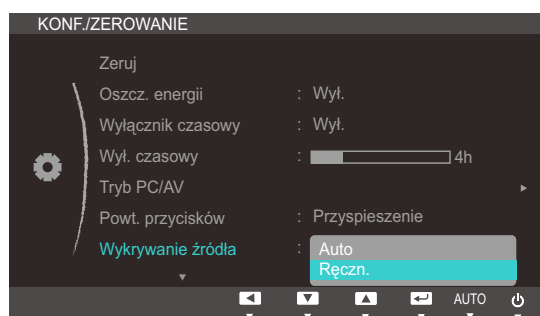 KONF./ZEROWANIE
Zeruj
Oszcz. energii : Wył.
Wyłącznik czasowy : Wył.
Wył. czasowy : 4h
Tryb PC/AV
Powt. przycisków : Przyspieszenie
Wykrywanie źródła : Auto
Ręczn.
AUTO